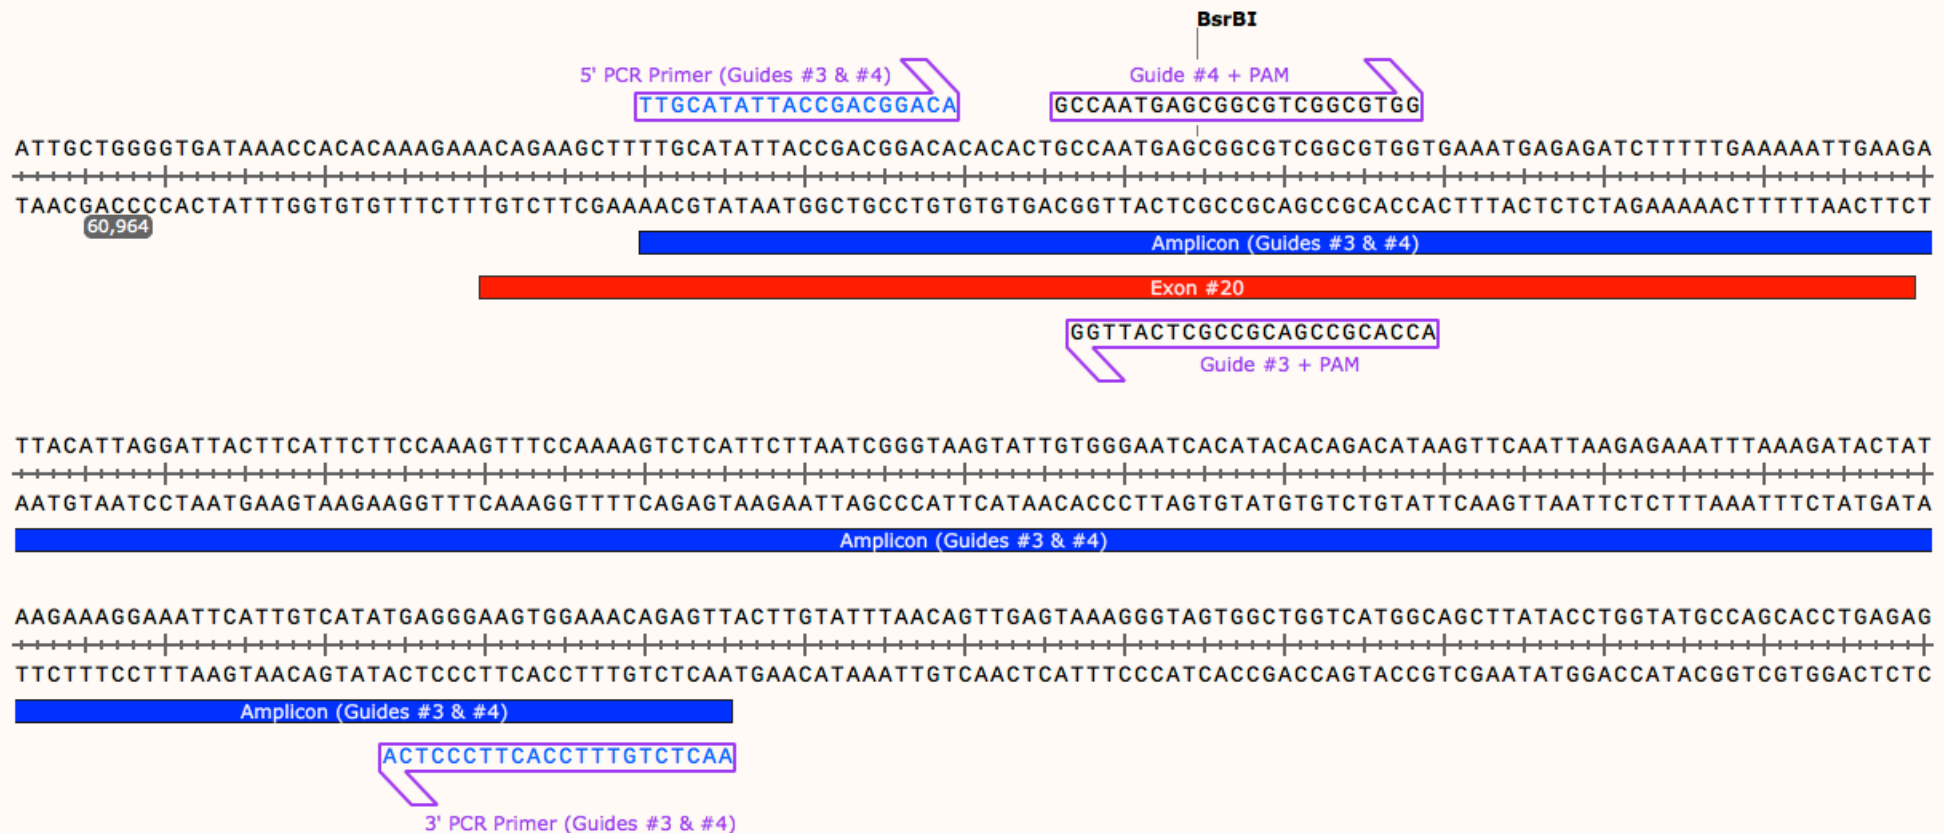 BsrBI
5' PCR Primer (Guides #3 & #4)
Guide #4 + PAM
TTGCATATTACCGACGGACA
GCCAATGAGCGGCGTCGGCGTGG
ATTGCTGGGGTGATAAACCACACAAAGAAACAGAAGCTTTTGCATATTACCGACGGACACACACTGCCAATGAGCGGCGTCGGCGTGGTGAAATGAGAGATCTTTTTGAAAAATTGAAGA
TAACGACCCCACTATTTGGTGTGTTTCTTTGTCTTCGAAAACGTATAATGGCTGCCTGTGTGTGACGGTTACTCGCCGCAGCCGCACCACTTTACTCTCTAGAAAAACTTTTTAACTTCT
60,964
Amplicon (Guides #3 & #4)
Exon #20
GGTTACTCGCCGCAGCCGCACCA
Guide #3 + PAM
TTACATTAGGATTACTTCATTCTTCCAAAGTTTCCAAAAGTCTCATTCTTAATCGGGTAAGTATTGTGGGAATCACATACACAGACATAAGTTCAATTAAGAGAAATTTAAAGATACTAT
AATGTAATCCTAATGAAGTAAGAAGGTTTCAAAGGTTTTCAGAGTAAGAATTAGCCCATTCATAACACCCTTAGTGTATGTGTCTGTATTCAAGTTAATTCTCTTTAAATTTCTATGATA
Amplicon (Guides #3 & #4)
AAGAAAGGAAATTCATTGTCATATGAGGGAAGTGGAAACAGAGTTACTTGTATTTAACAGTTGAGTAAAGGGTAGTGGCTGGTCATGGCAGCTTATACCTGGTATGCCAGCACCTGAGAG
TTCTTTCCTTTAAGTAACAGTATACTCCCTTCACCTTTGTCTCAATGAACATAAATTGTCAACTCATTTCCCATCACCGACCAGTACCGTCGAATATGGACCATACGGTCGTGGACTCTC
Amplicon (Guides #3 & #4)
ACTCCCTTCACCTTTGTCTCAA
3' PCR Primer (Guides #3 & #4)